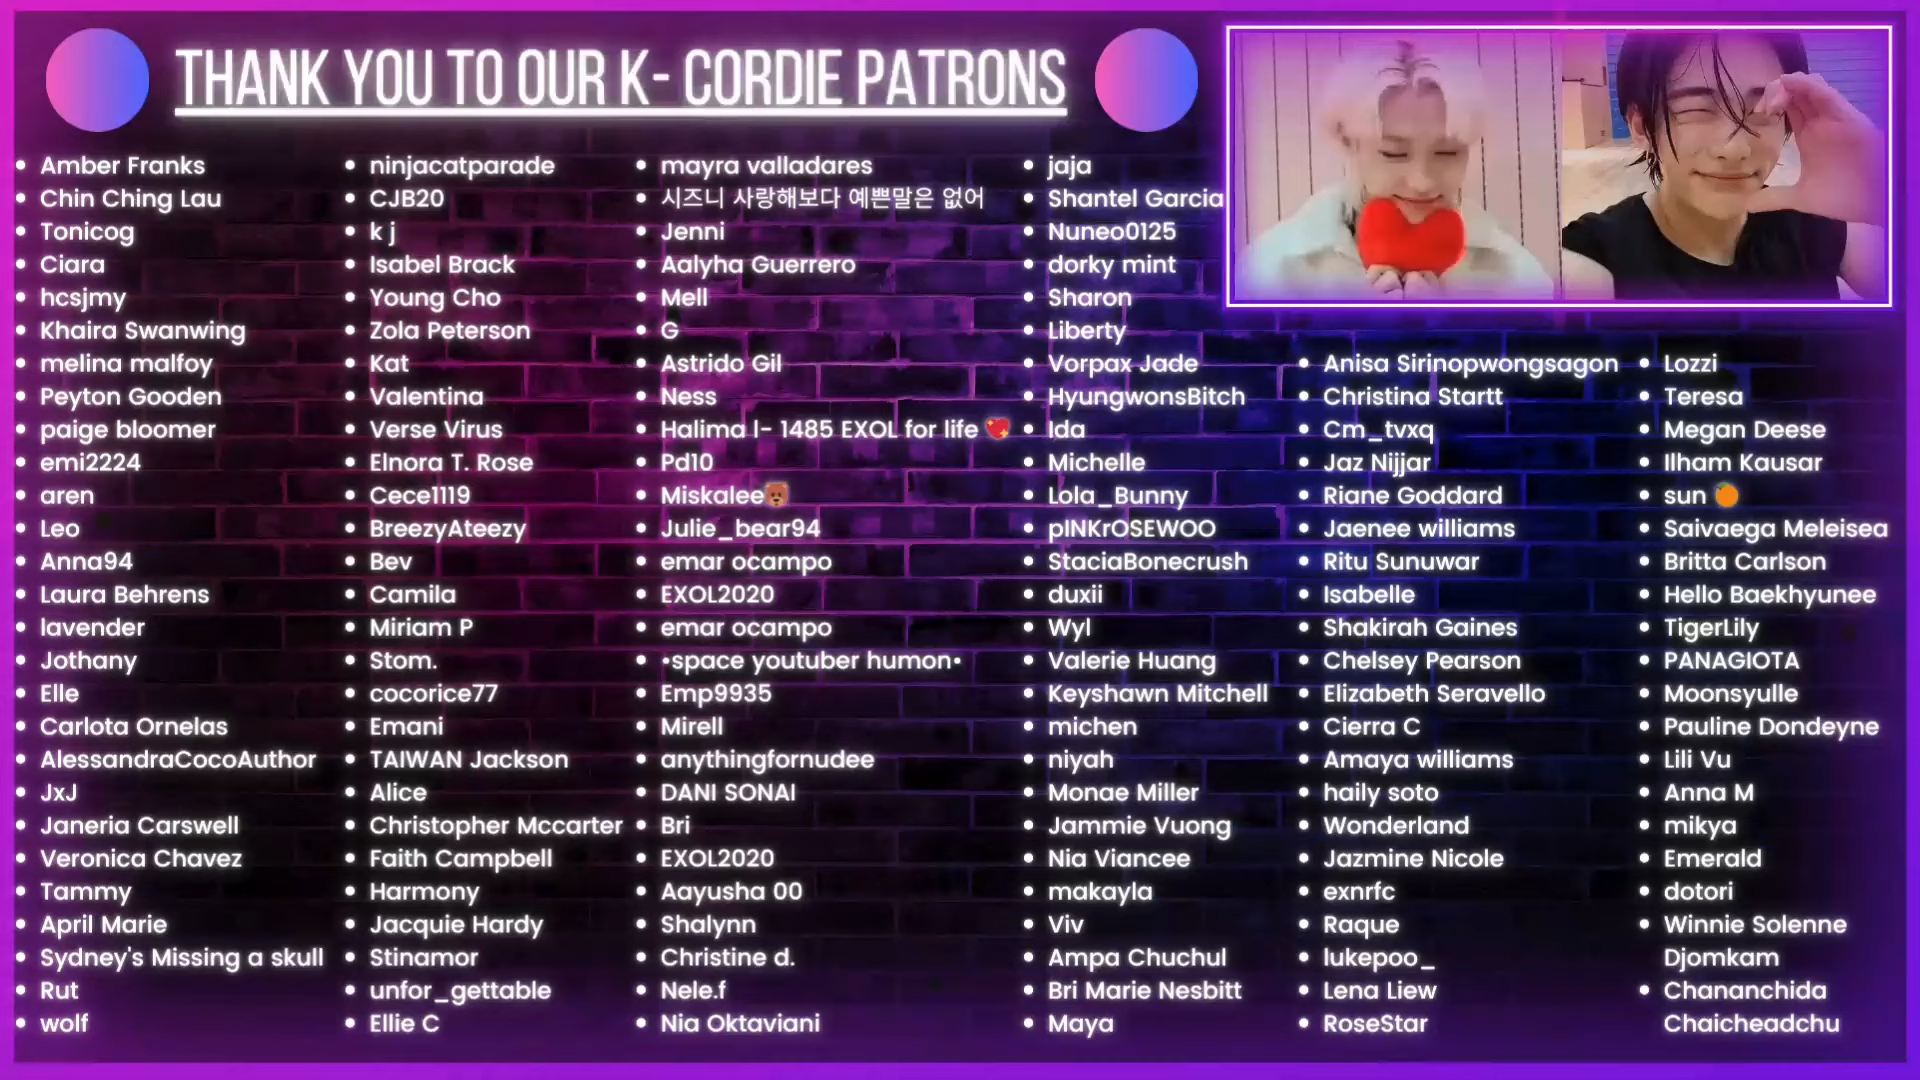 THANK YOU TO OUR K- CORDIE PATRONS
Amber Franks
Chin Ching Lau
Tonicog
Ciara
hcsjmy
Khaira Swanwing
melina malfoy
Peyton Gooden
paige bloomer
emi2224
aren
Leo
Anna94
Laura Behrens
lavender
Jothany
Elle
Carlota Ornelas
AlessandraCocoAuthor
JxJ
Janeria Carswell
Veronica Chavez
Tammy
April Marie
Sydney's Missing a skull
Rut
wolf
ninjacatparade
CJB20
k j
Isabel Brack
Young Cho
Zola Peterson
Kat
Valentina
Verse Virus
Elnora T. Rose
Cece1119
BreezyAteezy
Bev
Camila
Miriam P
Stom.
cocorice77
Emani
TAIWAN Jackson
Alice
Christopher Mccarter
Faith Campbell
Harmony
Jacquie Hardy
Stinamor
unfor_gettable
Ellie C
mayra valladares
시즈니 사랑해보다 예쁜말은 없어
Jenni
Aalyha Guerrero
Mell
G
Astrido Gil
Ness
Halima l- 1485 EXOL for life 💖
Pd10
Miskalee🐻
Julie_bear94
emar ocampo
EXOL2020
emar ocampo
•space youtuber humon•
Emp9935
Mirell
anythingfornudee
DANI SONAI
Bri
EXOL2020
Aayusha 00
Shalynn
Christine d.
Nele.f
Nia Oktaviani
jaja
Shantel Garcia
Nuneo0125
dorky mint
Sharon
Liberty
Vorpax Jade
HyungwonsBitch
Ida
Michelle
Lola_Bunny
pINKrOSEWOO
StaciaBonecrush
duxii
Wyl
Valerie Huang
Keyshawn Mitchell
michen
niyah
Monae Miller
Jammie Vuong
Nia Viancee
makayla
Viv
Ampa Chuchul
Bri Marie Nesbitt
Maya
Anisa Sirinopwongsagon
Christina Startt
Cm_tvxq
Jaz Nijjar
Riane Goddard
Jaenee williams
Ritu Sunuwar
Isabelle
Shakirah Gaines
Chelsey Pearson
Elizabeth Seravello
Cierra C
Amaya williams
haily soto
Wonderland
Jazmine Nicole
exnrfc
Raque
lukepoo_
Lena Liew
RoseStar
Lozzi
Teresa
Megan Deese
Ilham Kausar
sun 🍊
Saivaega Meleisea
Britta Carlson
Hello Baekhyunee
TigerLily
PANAGIOTA
Moonsyulle
Pauline Dondeyne
Lili Vu
Anna M
mikya
Emerald
dotori
Winnie Solenne
Djomkam
Chananchida
Chaicheadchu